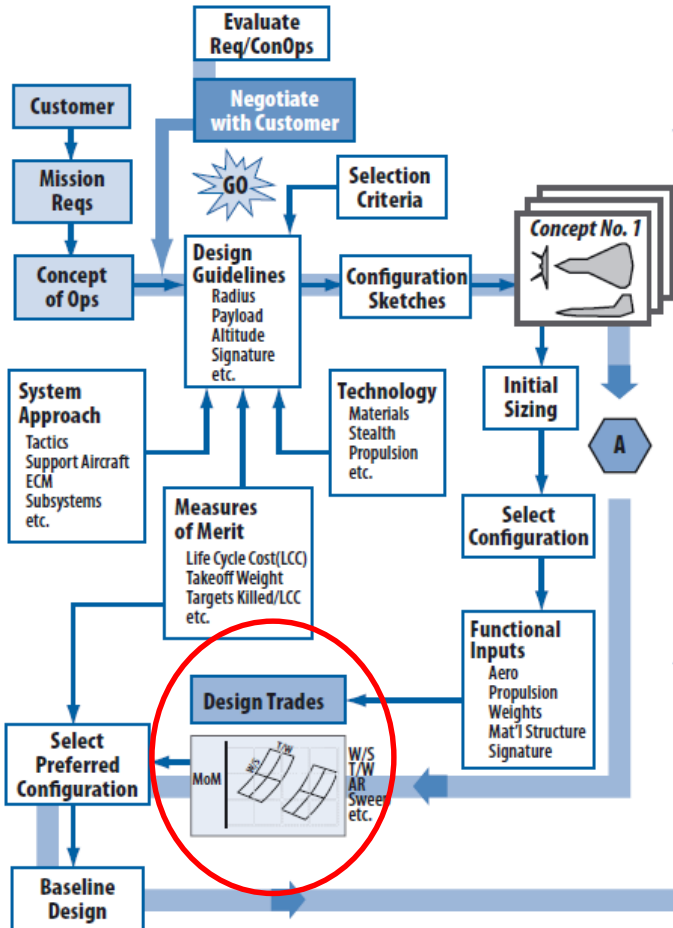 Evaluate
Req/ConOps
Negotiate
with Customer
Customer
Mission
Reqs
Concept
of Ops
GO
Selection
Criteria
Design
Guidelines
Radius
Payload
Altitude
Signature
etc.
Configuration
Sketches
Concept No. 1
System
Approach
Tactics
Support Aircraft
ECM
Subsystems
etc.
Technology
Materials
Stealth
Propulsion
etc.
Initial
Sizing
A
Measures
of Merit
Life Cycle Cost(LCC)
Takeoff Weight
Targets Killed/LCC
etc.
Select
Configuration
Functional
Inputs
Aero
Propulsion
Weights
Mat'l Structure
Signature
Design Trades
MoM
W/S
T/W
W/S
T/W
AR
Sweep
etc.
Select
Preferred
Configuration
Baseline
Design